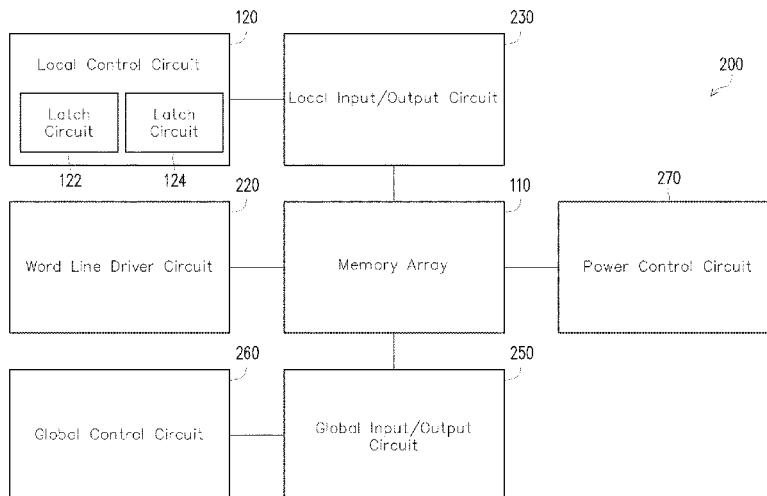 120
230
Local Control Circuit
Latch
Circuit
Latch
Circuit
Local Input/Output Circuit
200
122
124
220
110
270
Word Line Driver Circuit
Memory Array
Power Control Circuit
260
250
Global Control Circuit
Global Input/Output
Circuit